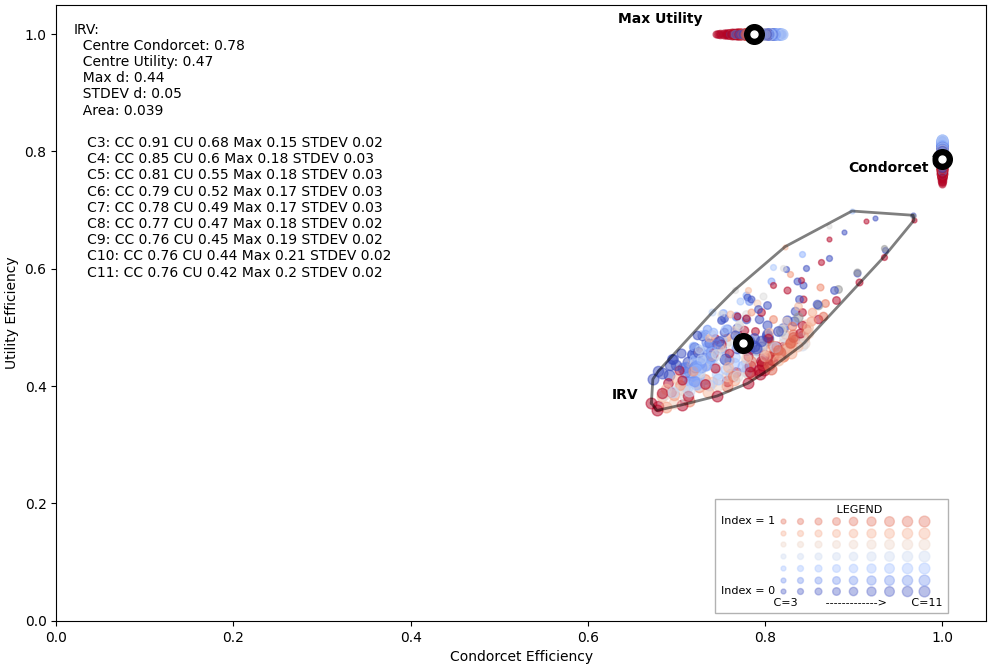 IRV:
Centre Condorcet: 0.78
Centre Utility: 0.47
Max d: 0.44
STDEV d: 0.05
Area: 0.039
C3: CC 0.91 CU 0.68 Max 0.15 STDEV 0.02
C4: CC 0.85 CU 0.6 Max 0.18 STDEV 0.03
C5: CC 0.81 CU 0.55 Max 0.18 STDEV 0.03
C6: CC 0.79 CU 0.52 Max 0.17 STDEV 0.03
C7: CC 0.78 CU 0.49 Max 0.17 STDEV 0.03
C8: CC 0.77 CU 0.47 Max 0.18 STDEV 0.02
C9: CC 0.76 CU 0.45 Max 0.19 STDEV 0.02
C10: CC 0.76 CU 0.44 Max 0.21 STDEV 0.02
C11: CC 0.76 CU 0.42 Max 0.2 STDEV 0.02
Max Utility
Condorcet
IRV
LEGEND
Index = 1
Index = 0
C=3 -------------> C=11
1.0
0.8
0.6
0.4
0.2
0.0
Utility Efficiency
0.0 0.2 0.4 0.6 0.8 1.0
Condorcet Efficiency